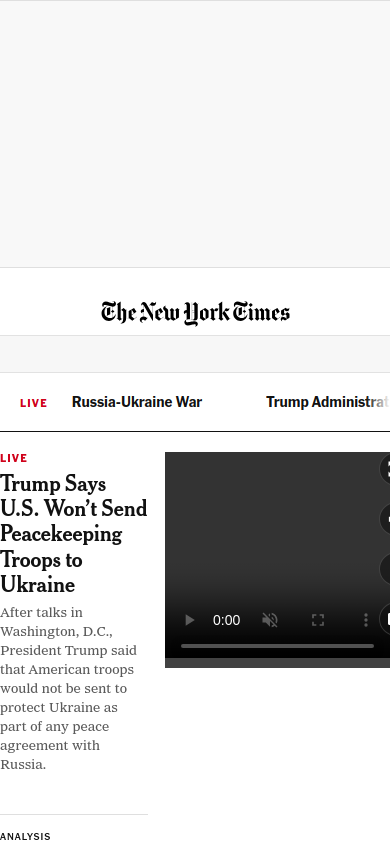 The New York Times
LIVE Russia-Ukraine War Trump Administrat
LIVE
Trump Says
U.S. Won’t Send
Peacekeeping
Troops to
Ukraine
After talks in
Washington, D.C.,
President Trump said
that American troops
would not be sent to
protect Ukraine as
part of any peace
agreement with
Russia.
0:00
ANALYSIS